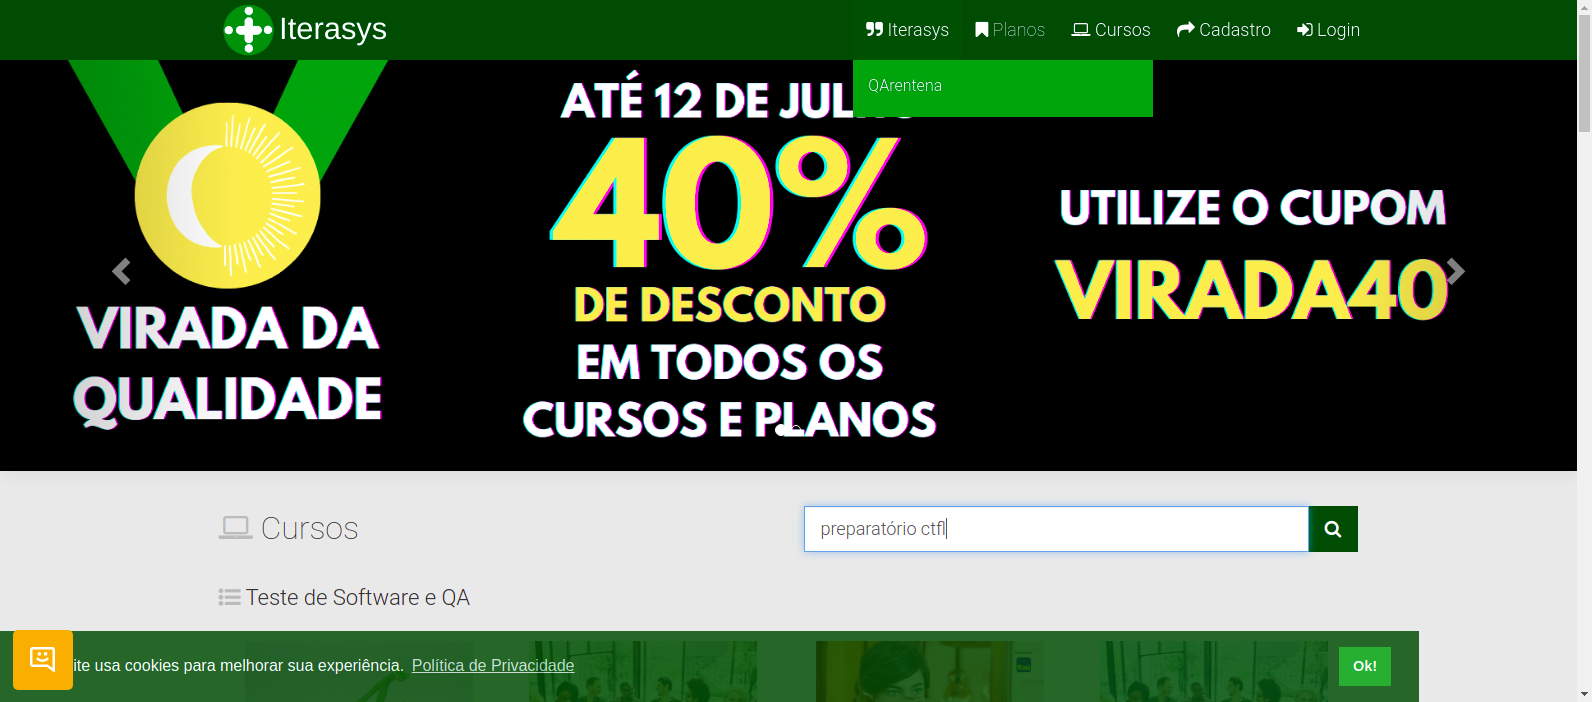 Iterasys
Iterasys
Planos
Cursos
Cadastro
Login
QArentena
VIRADA DA
QUALIDADE
ATÉ 12 DE JUL
40%
DE DESCONTO
EM TODOS OS
CURSOS E PLANOS
UTILIZE O CUPOM
VIRADA40
Cursos
preparatório ctfl
Teste de Software e QA
ite usa cookies para melhorar sua experiência. Política de Privacidade
Ok!